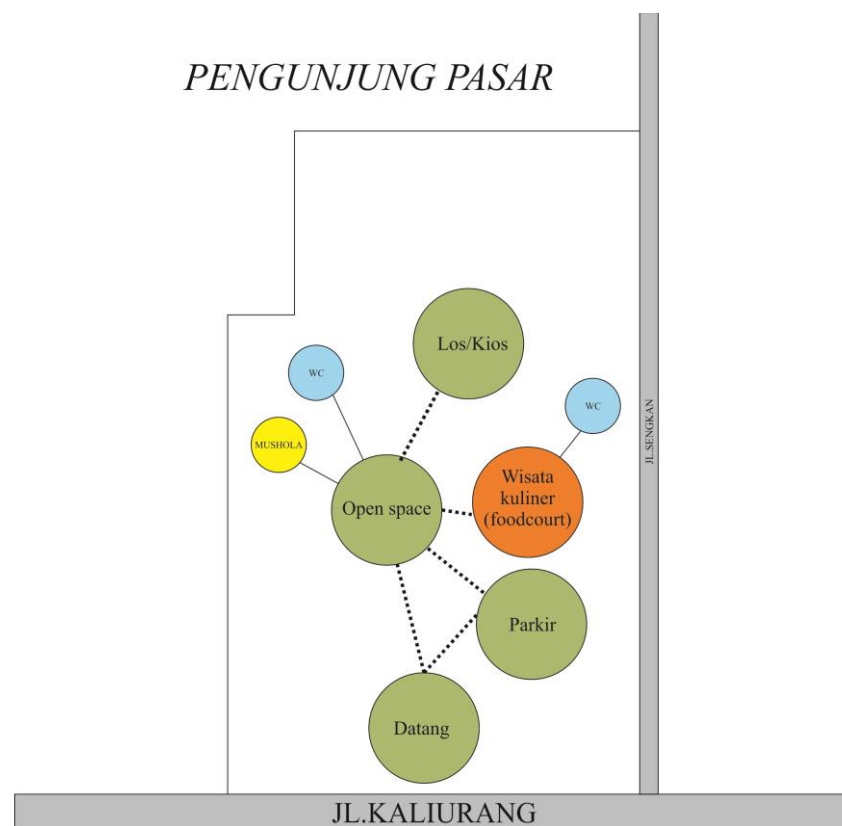 PENGUNJUNG PASAR
Los/Kios
WC
WC
MUSHOLA
JL.SENGKAN
Wisata
kuliner
(foodcourt)
Open space
Parkir
Datang
JL.KALIURANG